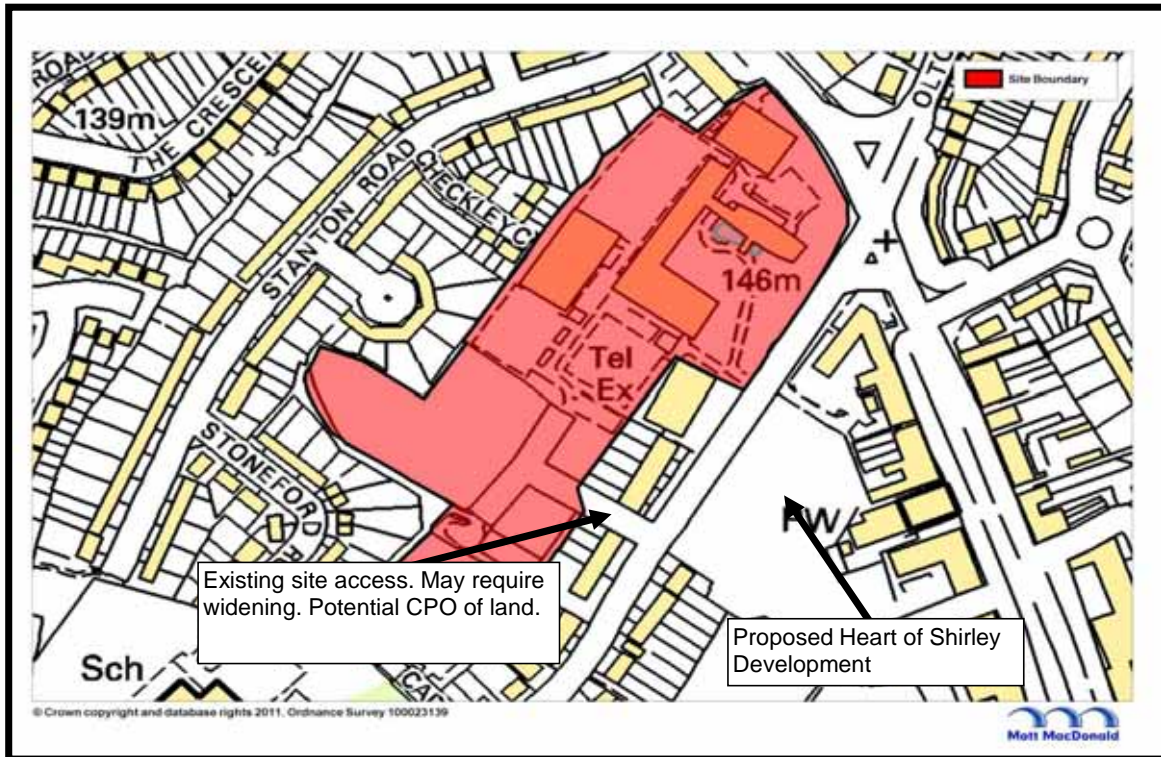 Site Boundary
ROAD
139m
THE CRESCE
STANTON ROAD
CHECKLEY C
OLTO
146m
Tel
Ex
STONEFORD R
PW
Existing site access. May require
widening. Potential CPO of land.
Proposed Heart of Shirley
Development
Sch
CAR
© Crown copyright and database rights 2011. Ordnance Survey 100023139
Mott MacDonald